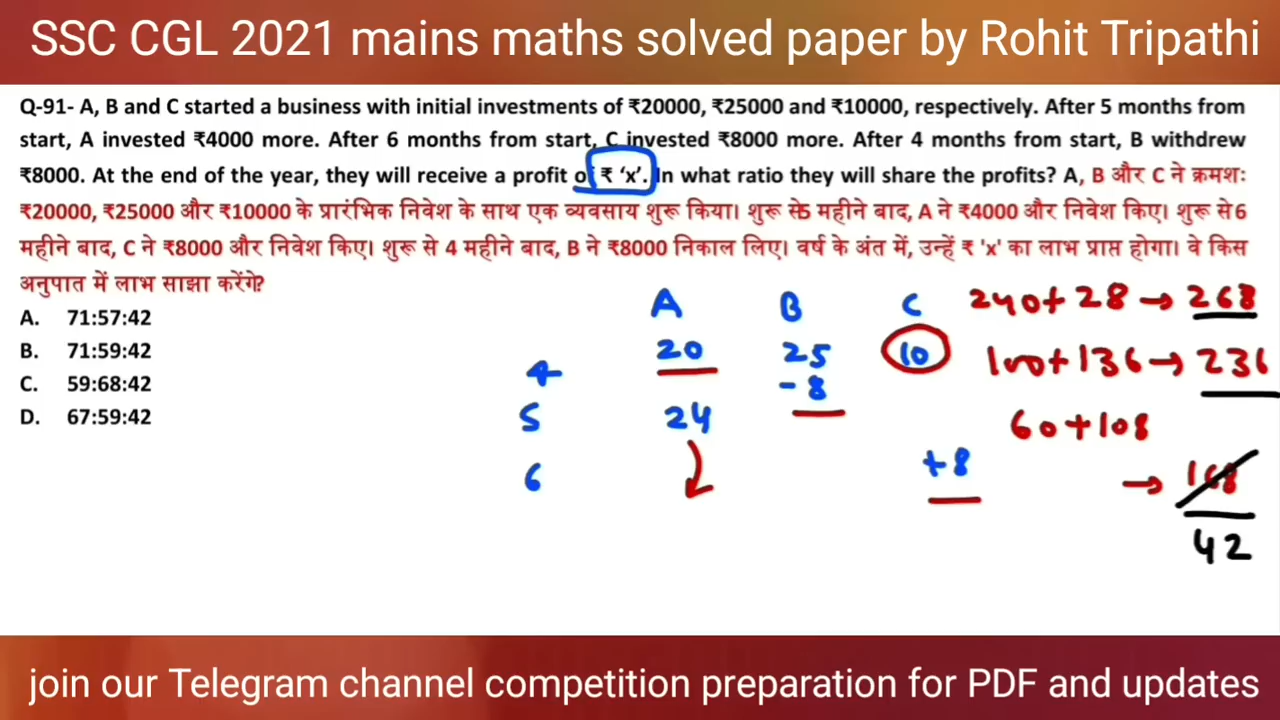 SSC CGL 2021 mains maths solved paper by Rohit Tripathi
Q-91- A, B and C started a business with initial investments of ₹20000, ₹25000 and ₹10000, respectively. After 5 months from
start, A invested ₹4000 more. After 6 months from start, C invested ₹8000 more. After 4 months from start, B withdrew
₹8000. At the end of the year, they will receive a profit of ₹ ‘x’. In what ratio they will share the profits? A, B और C ने क्रमशः
₹20000, ₹25000 और ₹10000 के प्रारंभिक निवेश के साथ एक व्यवसाय शुरू किया। शुरू से5 महीने बाद, A ने ₹4000 और निवेश किए। शुरू से 6
महीने बाद, C ने ₹8000 और निवेश किए। शुरू से 4 महीने बाद, B ने ₹8000 निकाल लिए। वर्ष के अंत में, उन्हें ₹ 'x' का लाभ प्राप्त होगा। वे किस
अनुपात में लाभ साझा करेंगे?
A. 71:57:42
B. 71:59:42
C. 59:68:42
D. 67:59:42
A B C 240+28→268
20 25 10 100+136→236
4 -8
5 24 60+108
6 +8 →168
42
join our Telegram channel competition preparation for PDF and updates